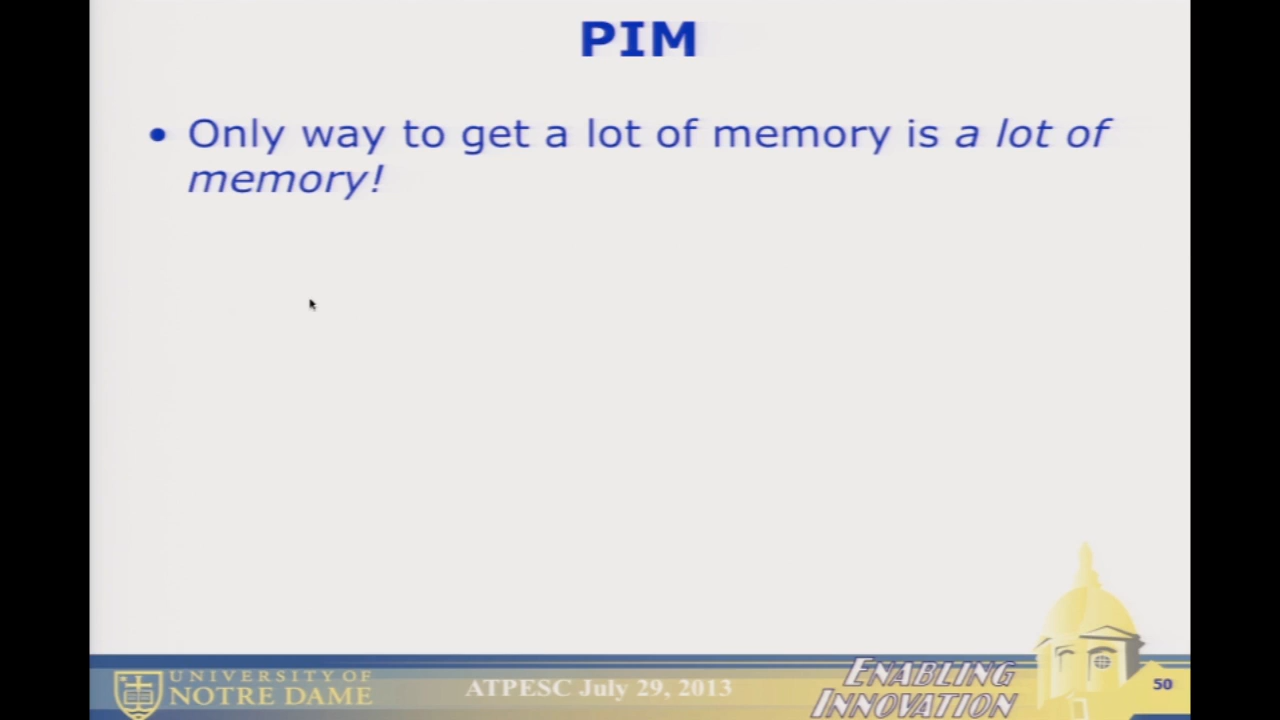 PIM
• Only way to get a lot of memory is a lot of
memory!
UNIVERSITY OF
NOTRE DAME
ATPESC July 29, 2013
ENABLING
INNOVATION
50